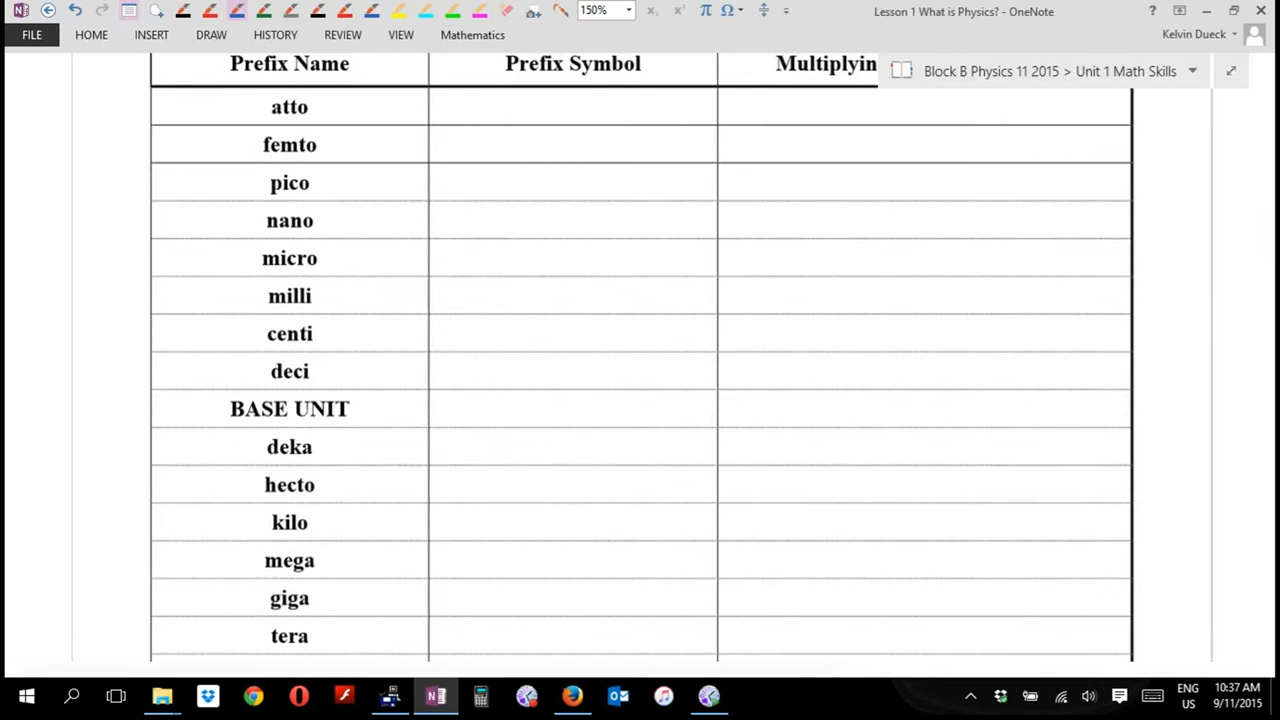 150%
Lesson 1 What is Physics? - OneNote
FILE HOME INSERT DRAW HISTORY REVIEW VIEW Mathematics
Kelvin Dueck
Block B Physics 11 2015 > Unit 1 Math Skills
Prefix Name Prefix Symbol Multiplyin
atto
femto
pico
nano
micro
milli
centi
deci
BASE UNIT
deka
hecto
kilo
mega
giga
tera
ENG 10:37 AM
US 9/11/2015